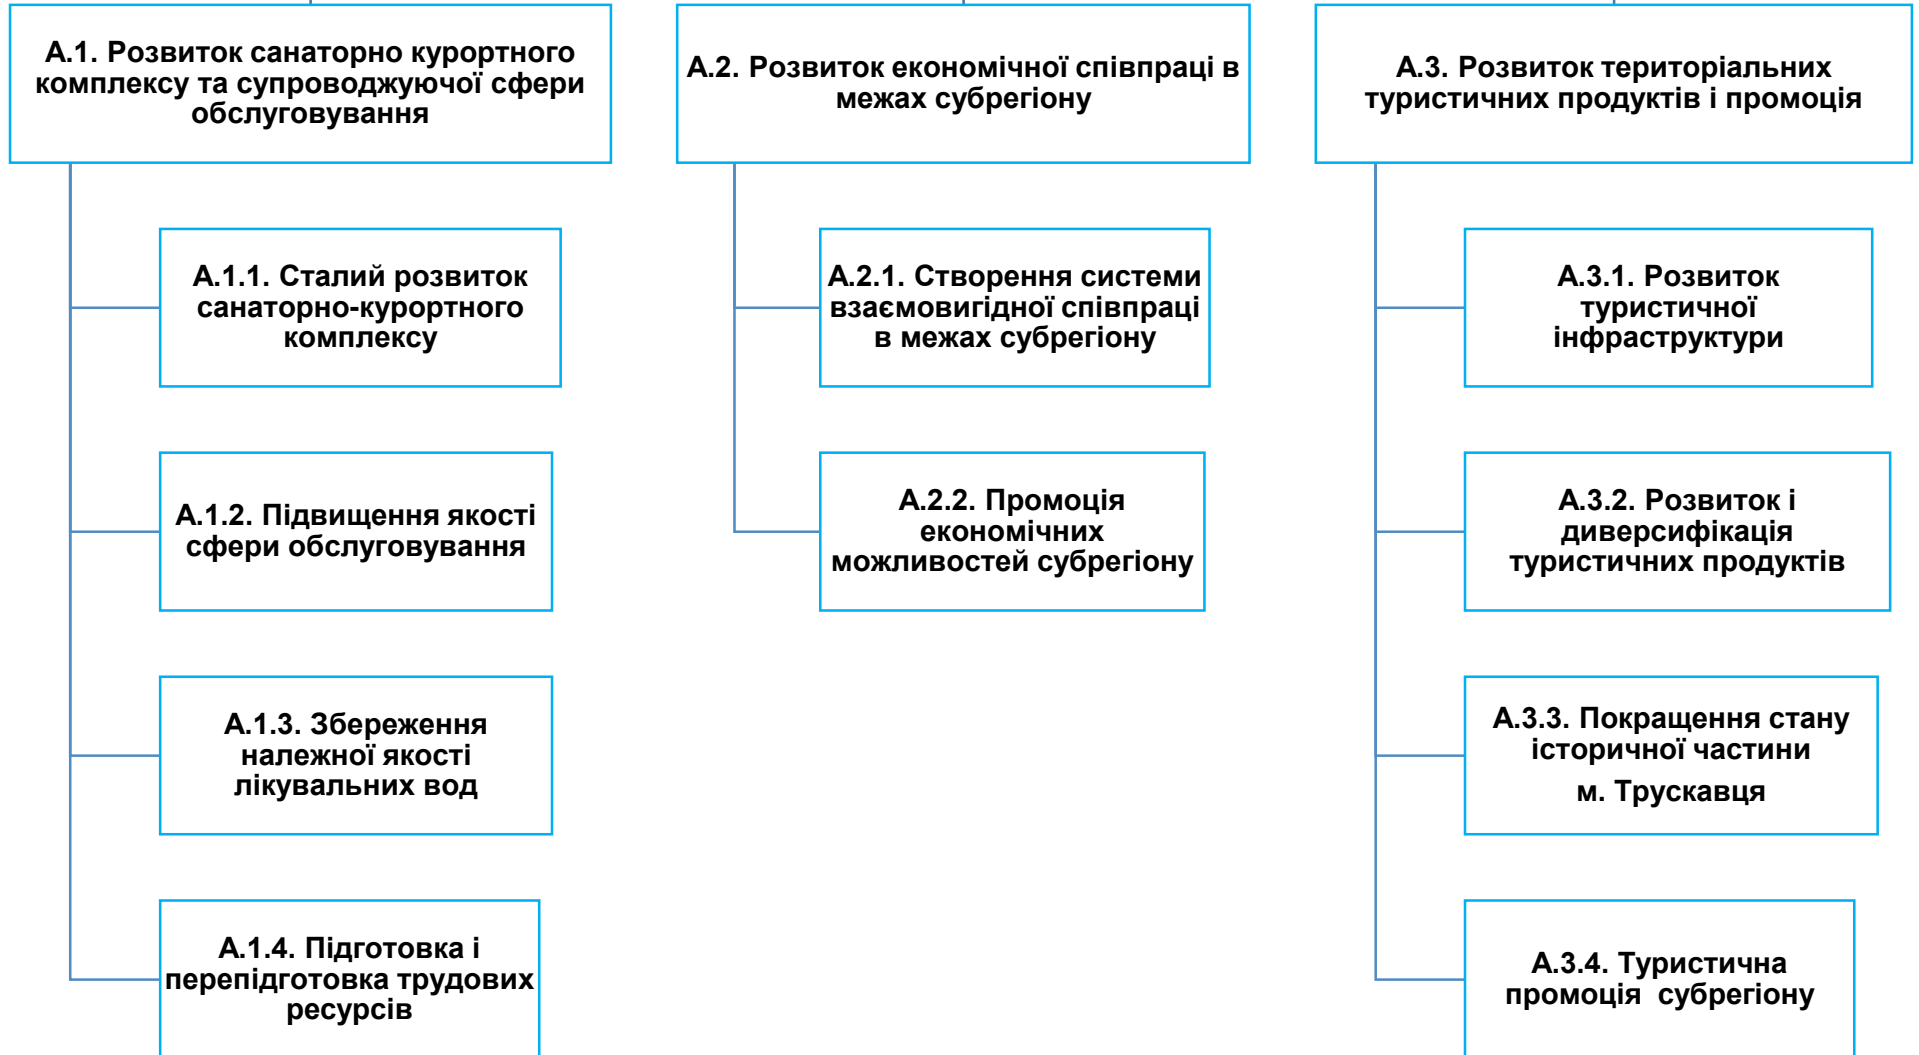 А.1. Розвиток санаторно курортного
комплексу та супроводжуючої сфери
обслуговування
А.1.1. Сталий розвиток
санаторно-курортного
комплексу
А.1.2. Підвищення якості
сфери обслуговування
А.1.3. Збереження
належної якості
лікувальних вод
А.1.4. Підготовка і
перепідготовка трудових
ресурсів
А.2. Розвиток економічної співпраці в
межах субрегіону
А.2.1. Створення системи
взаємовигідної співпраці
в межах субрегіону
А.2.2. Промоція
економічних
можливостей субрегіону
А.3. Розвиток територіальних
туристичних продуктів і промоція
А.3.1. Розвиток
туристичної
інфраструктури
А.3.2. Розвиток і
диверсифікація
туристичних продуктів
А.3.3. Покращення стану
історичної частини
м. Трускавця
А.3.4. Туристична
промоція субрегіону